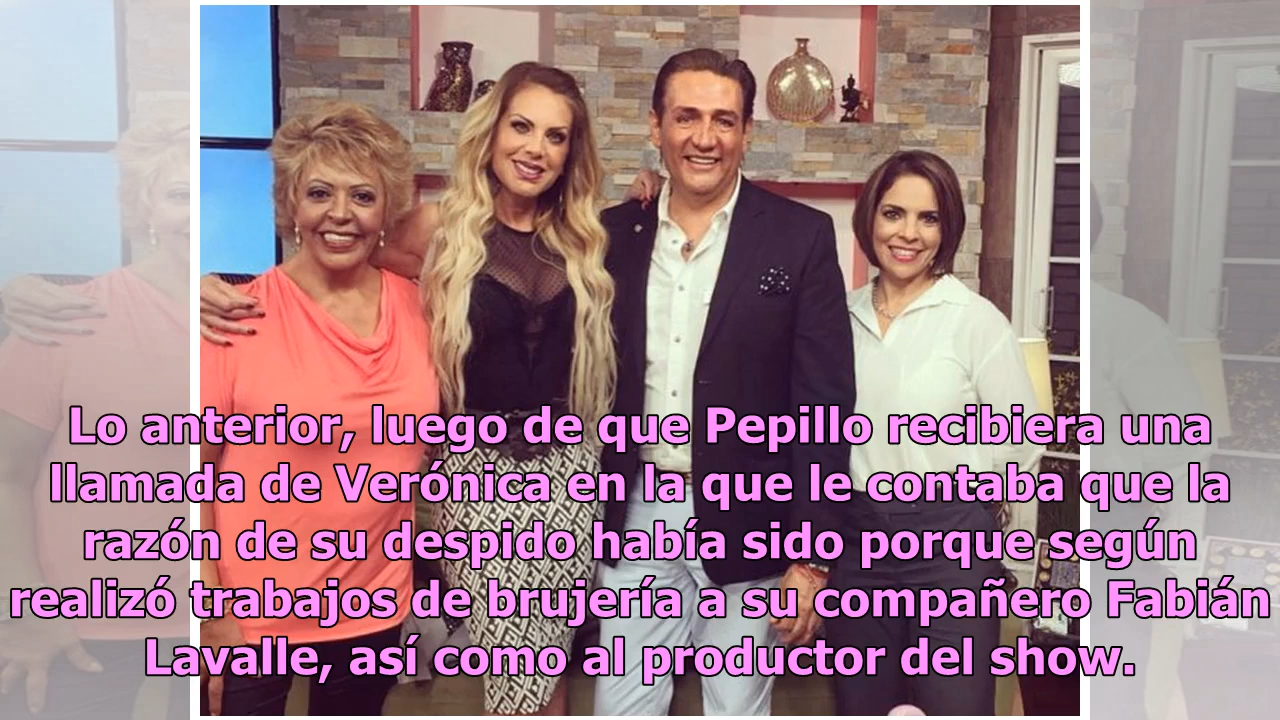 Lo anterior, luego de que Pepillo recibiera una
llamada de Verónica en la que le contaba que la
razón de su despido había sido porque según
realizó trabajos de brujería a su compañero Fabián
Lavalle, así como al productor del show.